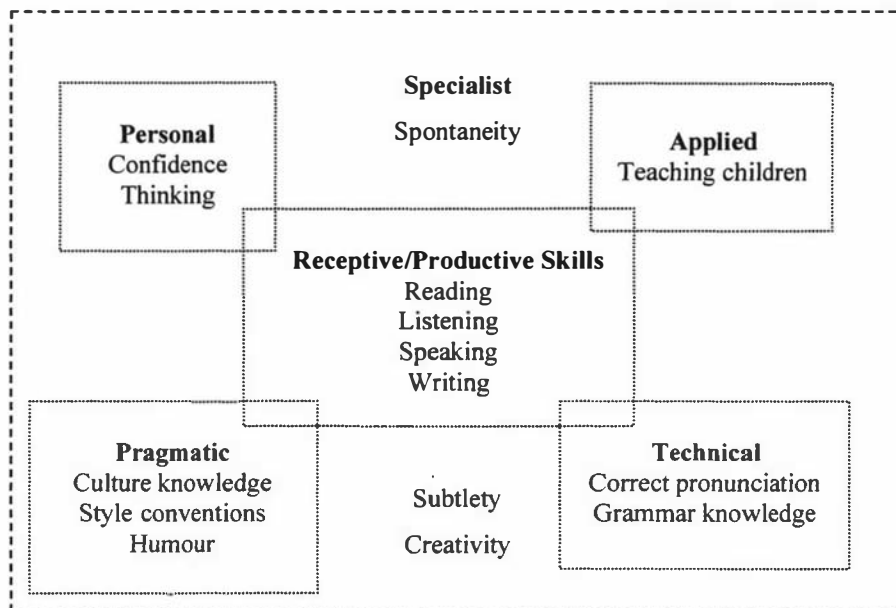 Specialist
Spontaneity
Personal
Confidence
Thinking
Applied
Teaching children
Receptive/Productive Skills
Reading
Listening
Speaking
Writing
Pragmatic
Culture knowledge
Style conventions
Humour
Subtlety
Creativity
Technical
Correct pronunciation
Grammar knowledge